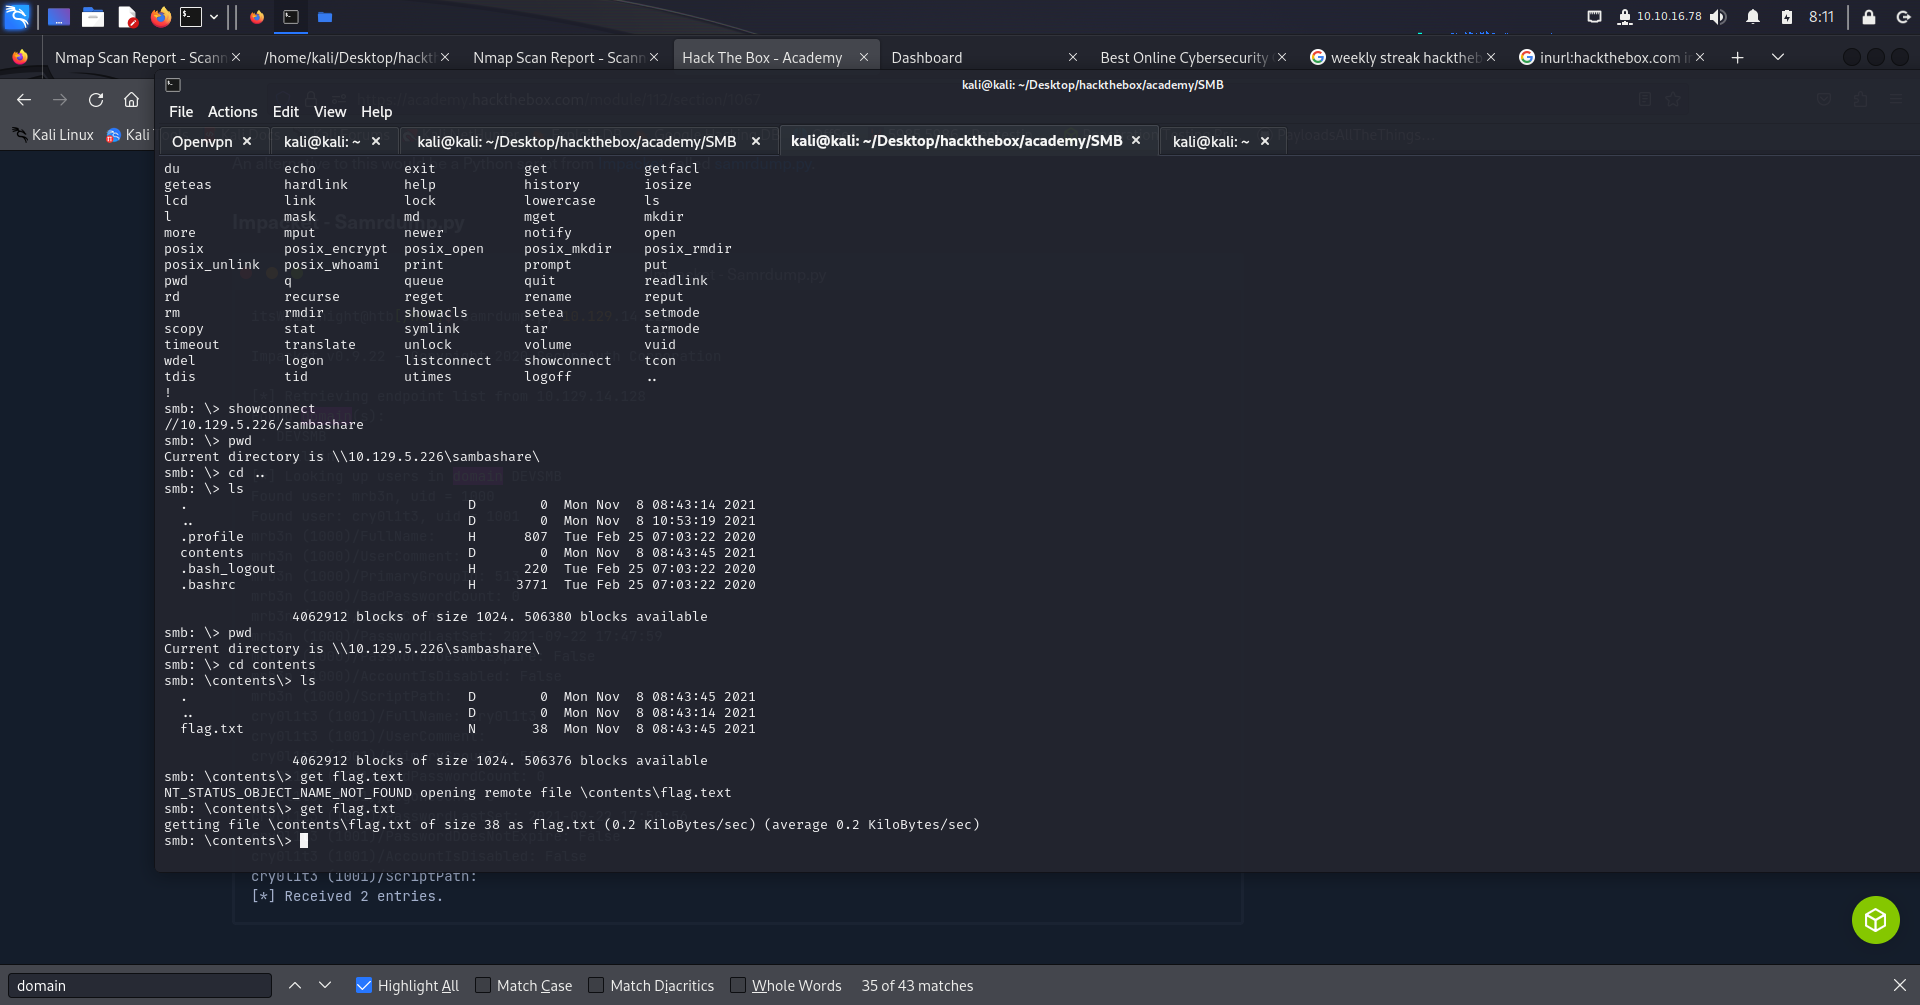 10.10.16.78
8:11
Nmap Scan Report - Scann
/home/kali/Desktop/hackt
Nmap Scan Report - Scann
Hack The Box - Academy
Dashboard
Best Online Cybersecurity
weekly streak hacktheb
inurl:hackthebox.com i
kali@kali: ~/Desktop/hackthebox/academy/SMB
File Actions Edit View Help
Kali Linux
Kali
Openvpn
kali@kali: ~
kali@kali: ~/Desktop/hackthebox/academy/SMB
kali@kali: ~/Desktop/hackthebox/academy/SMB
kali@kali: ~
du echo exit get getfacl
geteas hardlink help history iosize
lcd link lock lowercase ls
l mask md mget mkdir
more mput newer notify open
posix posix_encrypt posix_open posix_mkdir posix_rmdir
posix_unlink posix_whoami print prompt put
pwd q queue quit readlink
rd recurse reget rename reput
rm rmdir showacls setea setmode
scopy stat symlink tar tarmode
timeout translate unlock volume vuid
wdel logon listconnect showconnect tcon
tdis tid utimes logoff ..
!
smb: \> showconnect
//10.129.5.226/sambashare
smb: \> pwd
Current directory is \\10.129.5.226\sambashare\
smb: \> cd ..
smb: \> ls
. D 0 Mon Nov 8 08:43:14 2021
.. D 0 Mon Nov 8 10:53:19 2021
.profile H 807 Tue Feb 25 07:03:22 2020
contents D 0 Mon Nov 8 08:43:45 2021
.bash_logout H 220 Tue Feb 25 07:03:22 2020
.bashrc H 3771 Tue Feb 25 07:03:22 2020
4062912 blocks of size 1024. 506380 blocks available
smb: \> pwd
Current directory is \\10.129.5.226\sambashare\
smb: \> cd contents
smb: \contents\> ls
. D 0 Mon Nov 8 08:43:45 2021
.. D 0 Mon Nov 8 08:43:14 2021
flag.txt N 38 Mon Nov 8 08:43:45 2021
4062912 blocks of size 1024. 506376 blocks available
smb: \contents\> get flag.text
NT_STATUS_OBJECT_NAME_NOT_FOUND opening remote file \contents\flag.text
smb: \contents\> get flag.txt
getting file \contents\flag.txt of size 38 as flag.txt (0.2 KiloBytes/sec) (average 0.2 KiloBytes/sec)
smb: \contents\>
cry0lit3 (1001)/ScriptPath:
[*] Received 2 entries.
domain
Highlight All
Match Case
Match Diacritics
Whole Words
35 of 43 matches